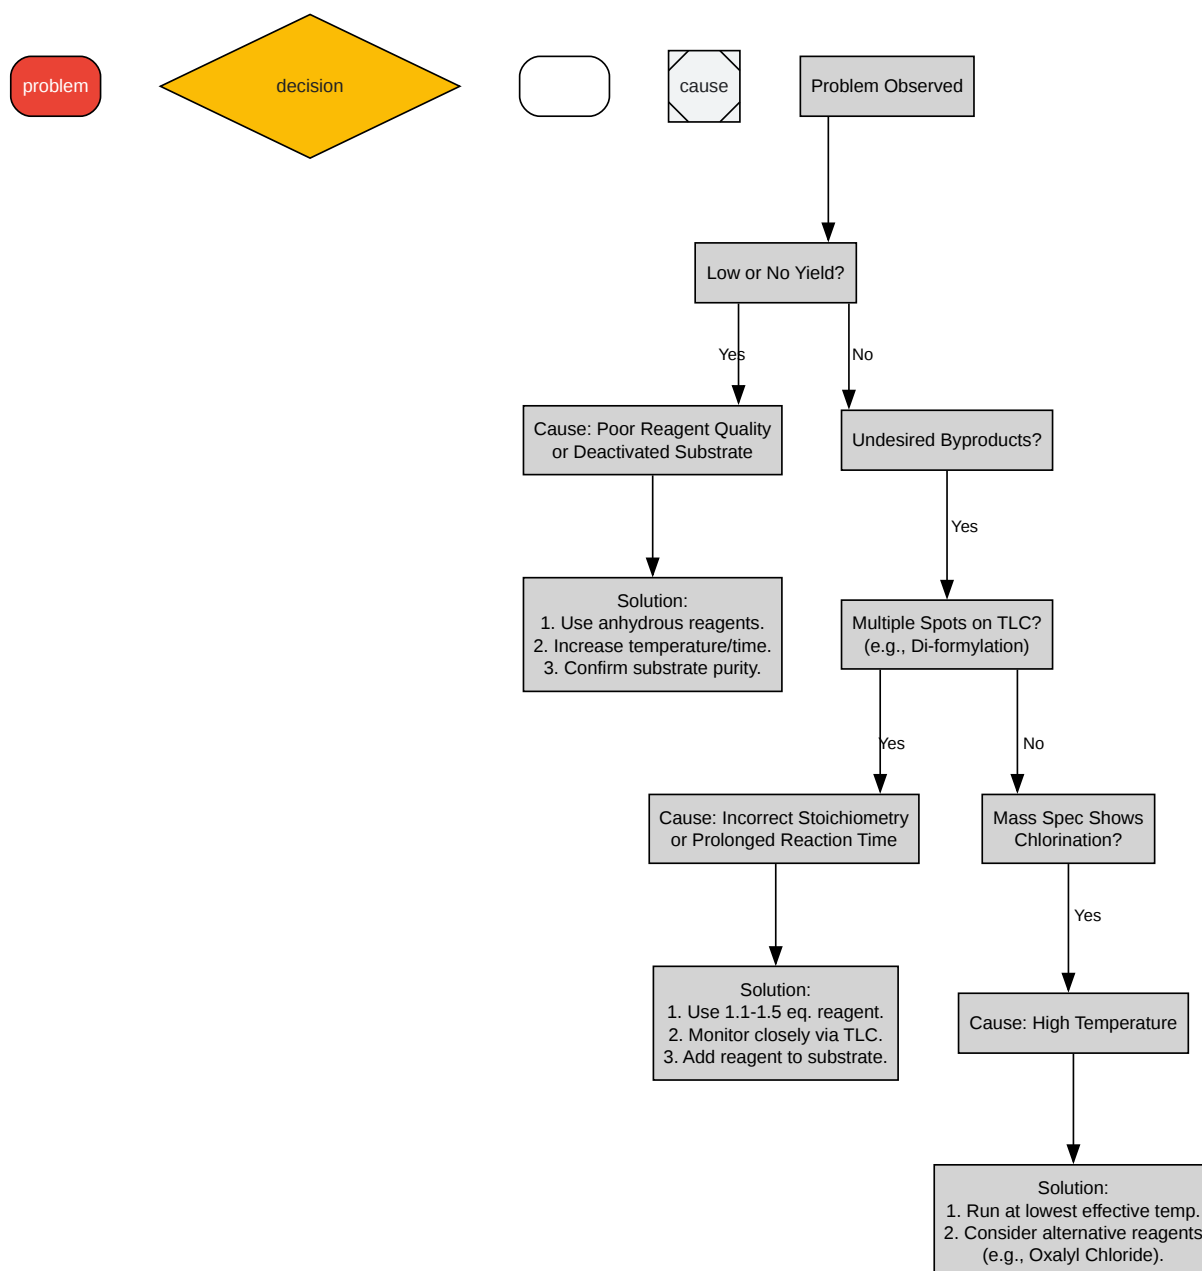 problem
decision
cause
Problem Observed
Low or No Yield?
Yes
No
Cause: Poor Reagent Quality
or Deactivated Substrate
Undesired Byproducts?
Yes
Solution:
1. Use anhydrous reagents.
2. Increase temperature/time.
3. Confirm substrate purity.
Multiple Spots on TLC?
(e.g., Di-formylation)
Yes
No
Cause: Incorrect Stoichiometry
or Prolonged Reaction Time
Mass Spec Shows
Chlorination?
Yes
Solution:
1. Use 1.1-1.5 eq. reagent.
2. Monitor closely via TLC.
3. Add reagent to substrate.
Cause: High Temperature
Solution:
1. Run at lowest effective temp.
2. Consider alternative reagents
(e.g., Oxalyl Chloride).